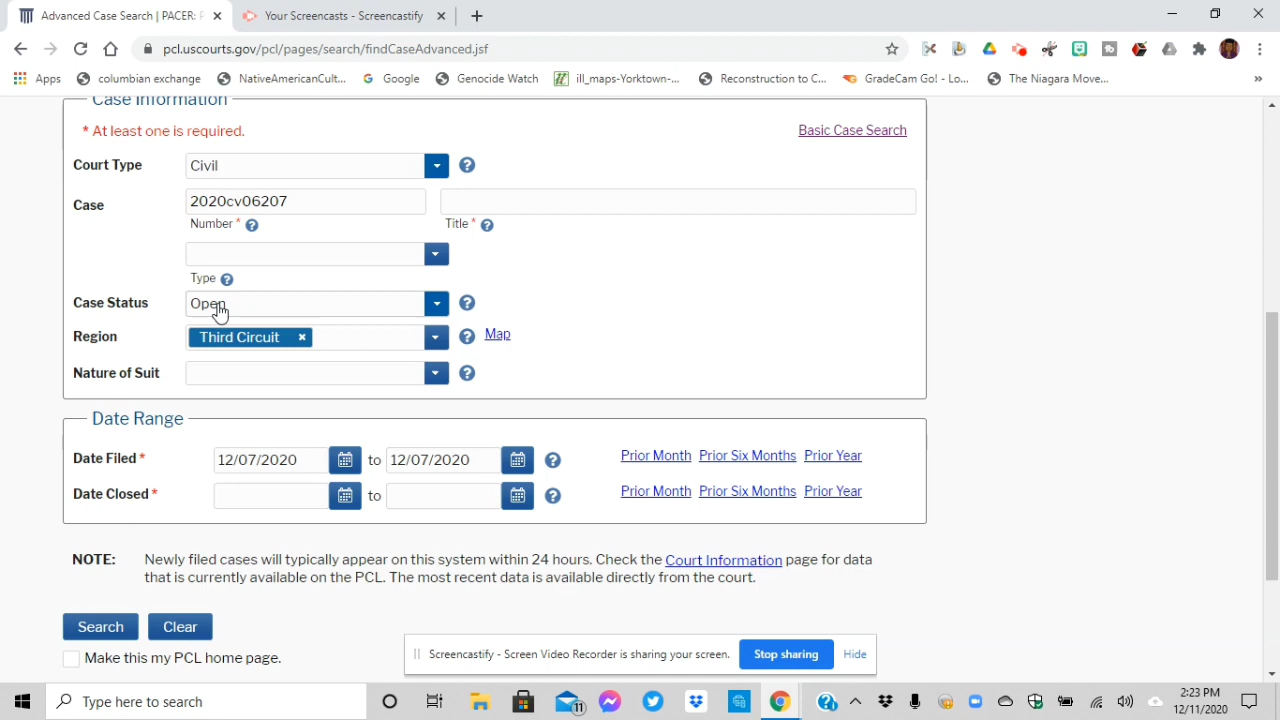 Advanced Case Search | PACER: P
Your Screencasts - Screencastify
pcl.uscourts.gov/pcl/pages/search/findCaseAdvanced.jsf
Apps columbian exchange NativeAmericanCult... Google Genocide Watch ill_maps-Yorktown-... Reconstruction to C... GradeCam Go! - Lo... The Niagara Move... »
Case Information
* At least one is required.
Basic Case Search
Court Type Civil
Case 2020cv06207
Number * Title *
Type
Case Status Open
Region Third Circuit × Map
Nature of Suit
Date Range
Date Filed * 12/07/2020 to 12/07/2020 Prior Month Prior Six Months Prior Year
Date Closed * to Prior Month Prior Six Months Prior Year
NOTE: Newly filed cases will typically appear on this system within 24 hours. Check the Court Information page for data
that is currently available on the PCL. The most recent data is available directly from the court.
Search Clear
Make this my PCL home page.
Screencastify - Screen Video Recorder is sharing your screen. Stop sharing Hide
Type here to search
11
2:23 PM
12/11/2020